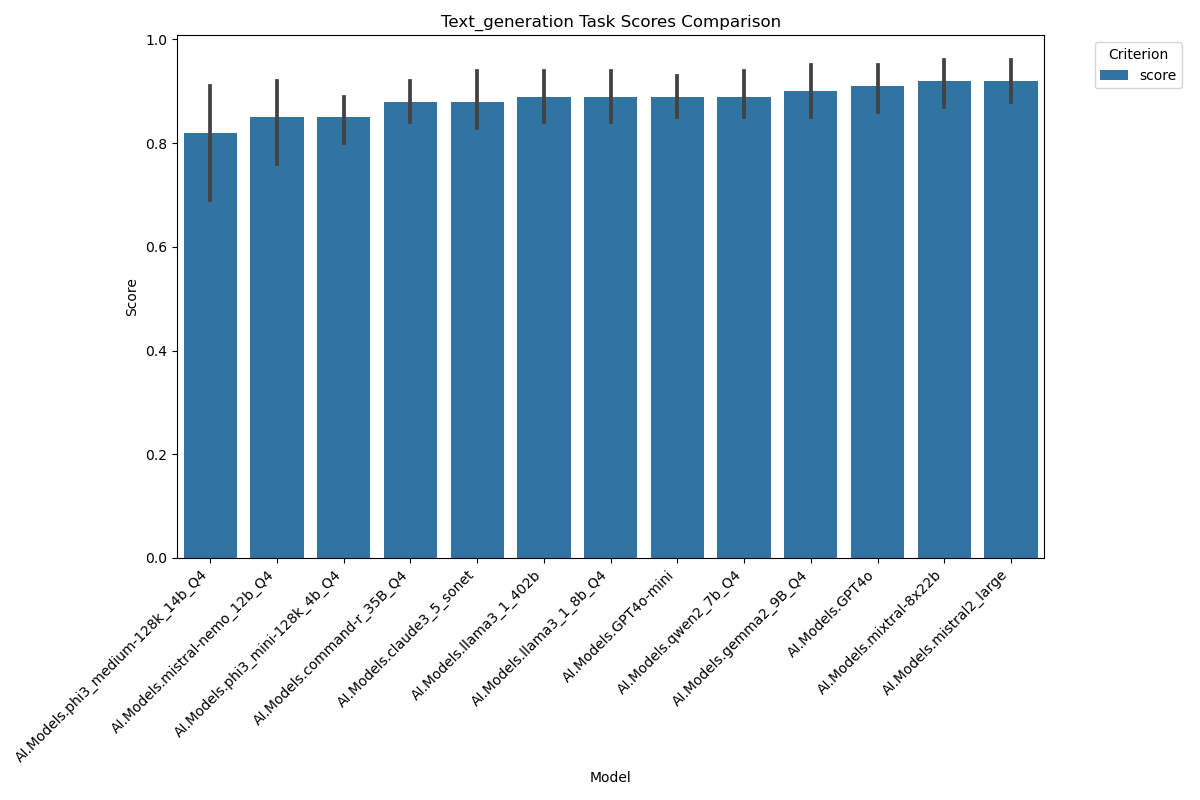 Text_generation Task Scores Comparison
Criterion
score
Score
1.0
0.8
0.6
0.4
0.2
0.0
AI.Models.phi3_medium-128k_14b_Q4
AI.Models.mistral-nemo_12b_Q4
AI.Models.phi3_mini-128k_4b_Q4
AI.Models.command-r_35B_Q4
AI.Models.claude3_5_sonet
AI.Models.llama3_1_402b
AI.Models.llama3_1_8b_Q4
AI.Models.GPT4o-mini
AI.Models.qwen2_7b_Q4
AI.Models.gemma2_9B_Q4
AI.Models.GPT4o
AI.Models.mixtral-8x22b
AI.Models.mistral2_large
Model